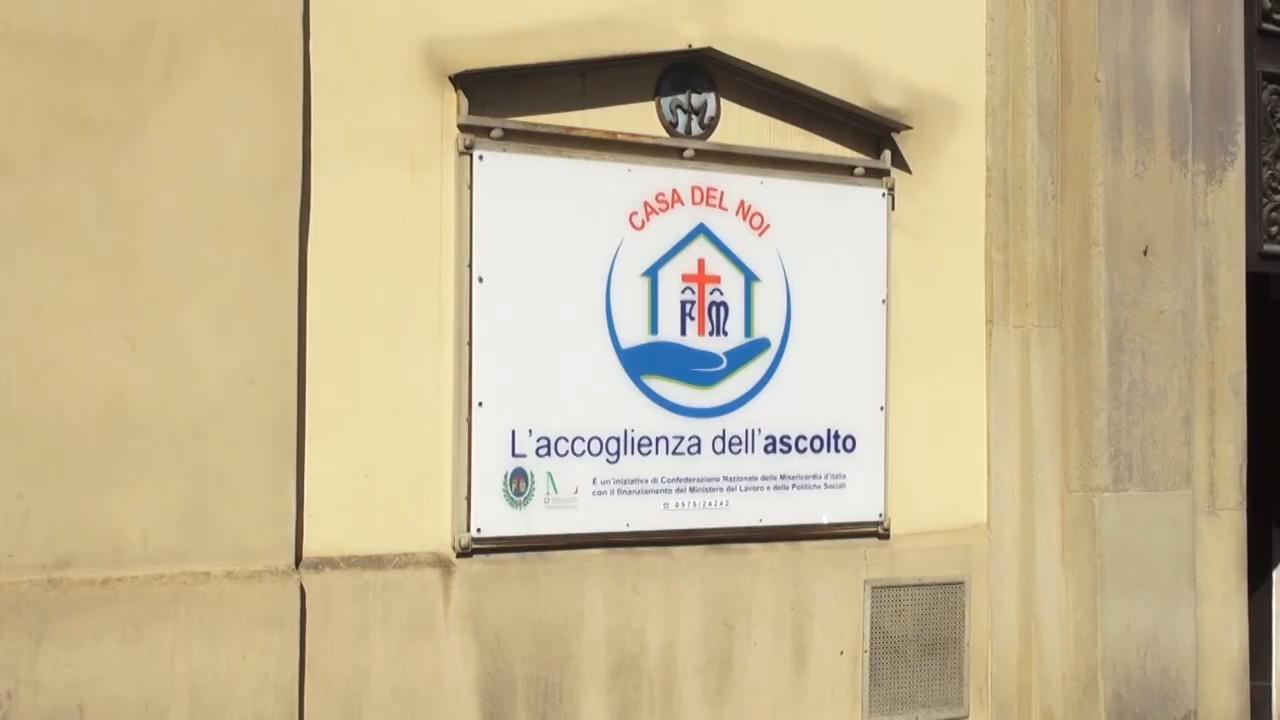 CASA DEL NOI
F M
L'accoglienza dell'ascolto
È un'iniziativa di Confederazione Nazionale delle Misericordie d'Italia
con il finanziamento del Ministero del Lavoro e delle Politiche Sociali
☎ 0575/24242